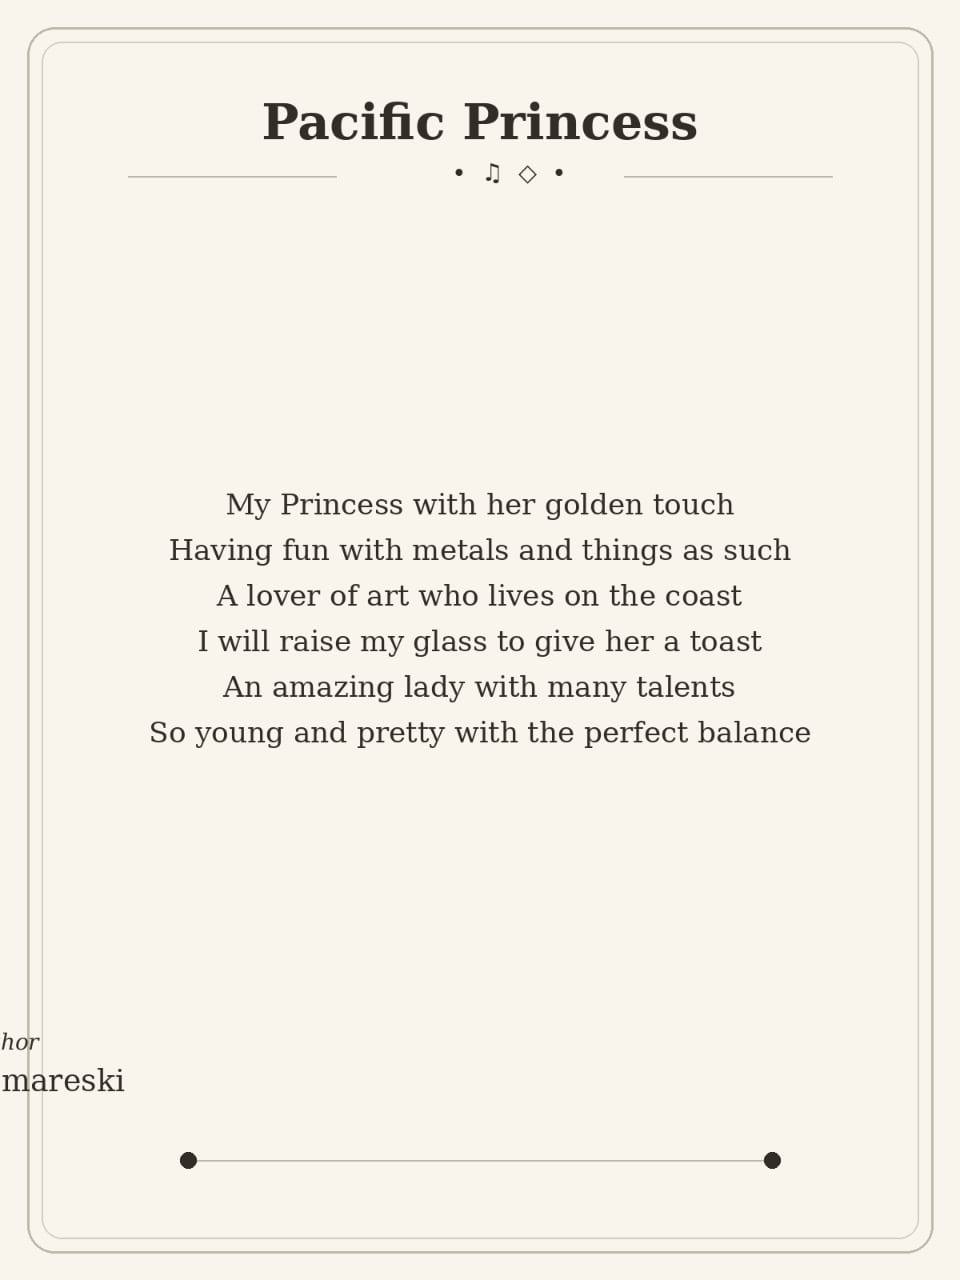 Pacific Princess
• ♫ ◇ •
My Princess with her golden touch
Having fun with metals and things as such
A lover of art who lives on the coast
I will raise my glass to give her a toast
An amazing lady with many talents
So young and pretty with the perfect balance
hor
mareski